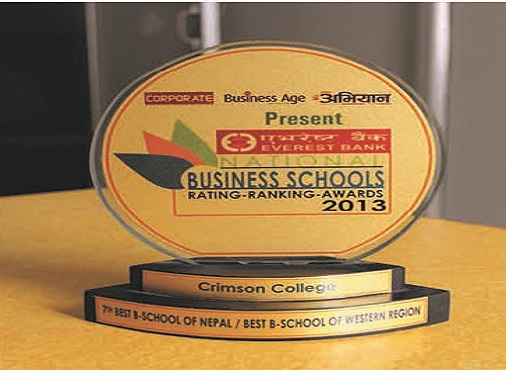 CORPORATE Business Age अभियान
Present
एभरेष्ट बैंक
EVEREST BANK
NATIONAL
BUSINESS SCHOOLS
RATING-RANKING-AWARDS
2013
Crimson College
7TH BEST B-SCHOOL OF NEPAL / BEST B-SCHOOL OF WESTERN REGION